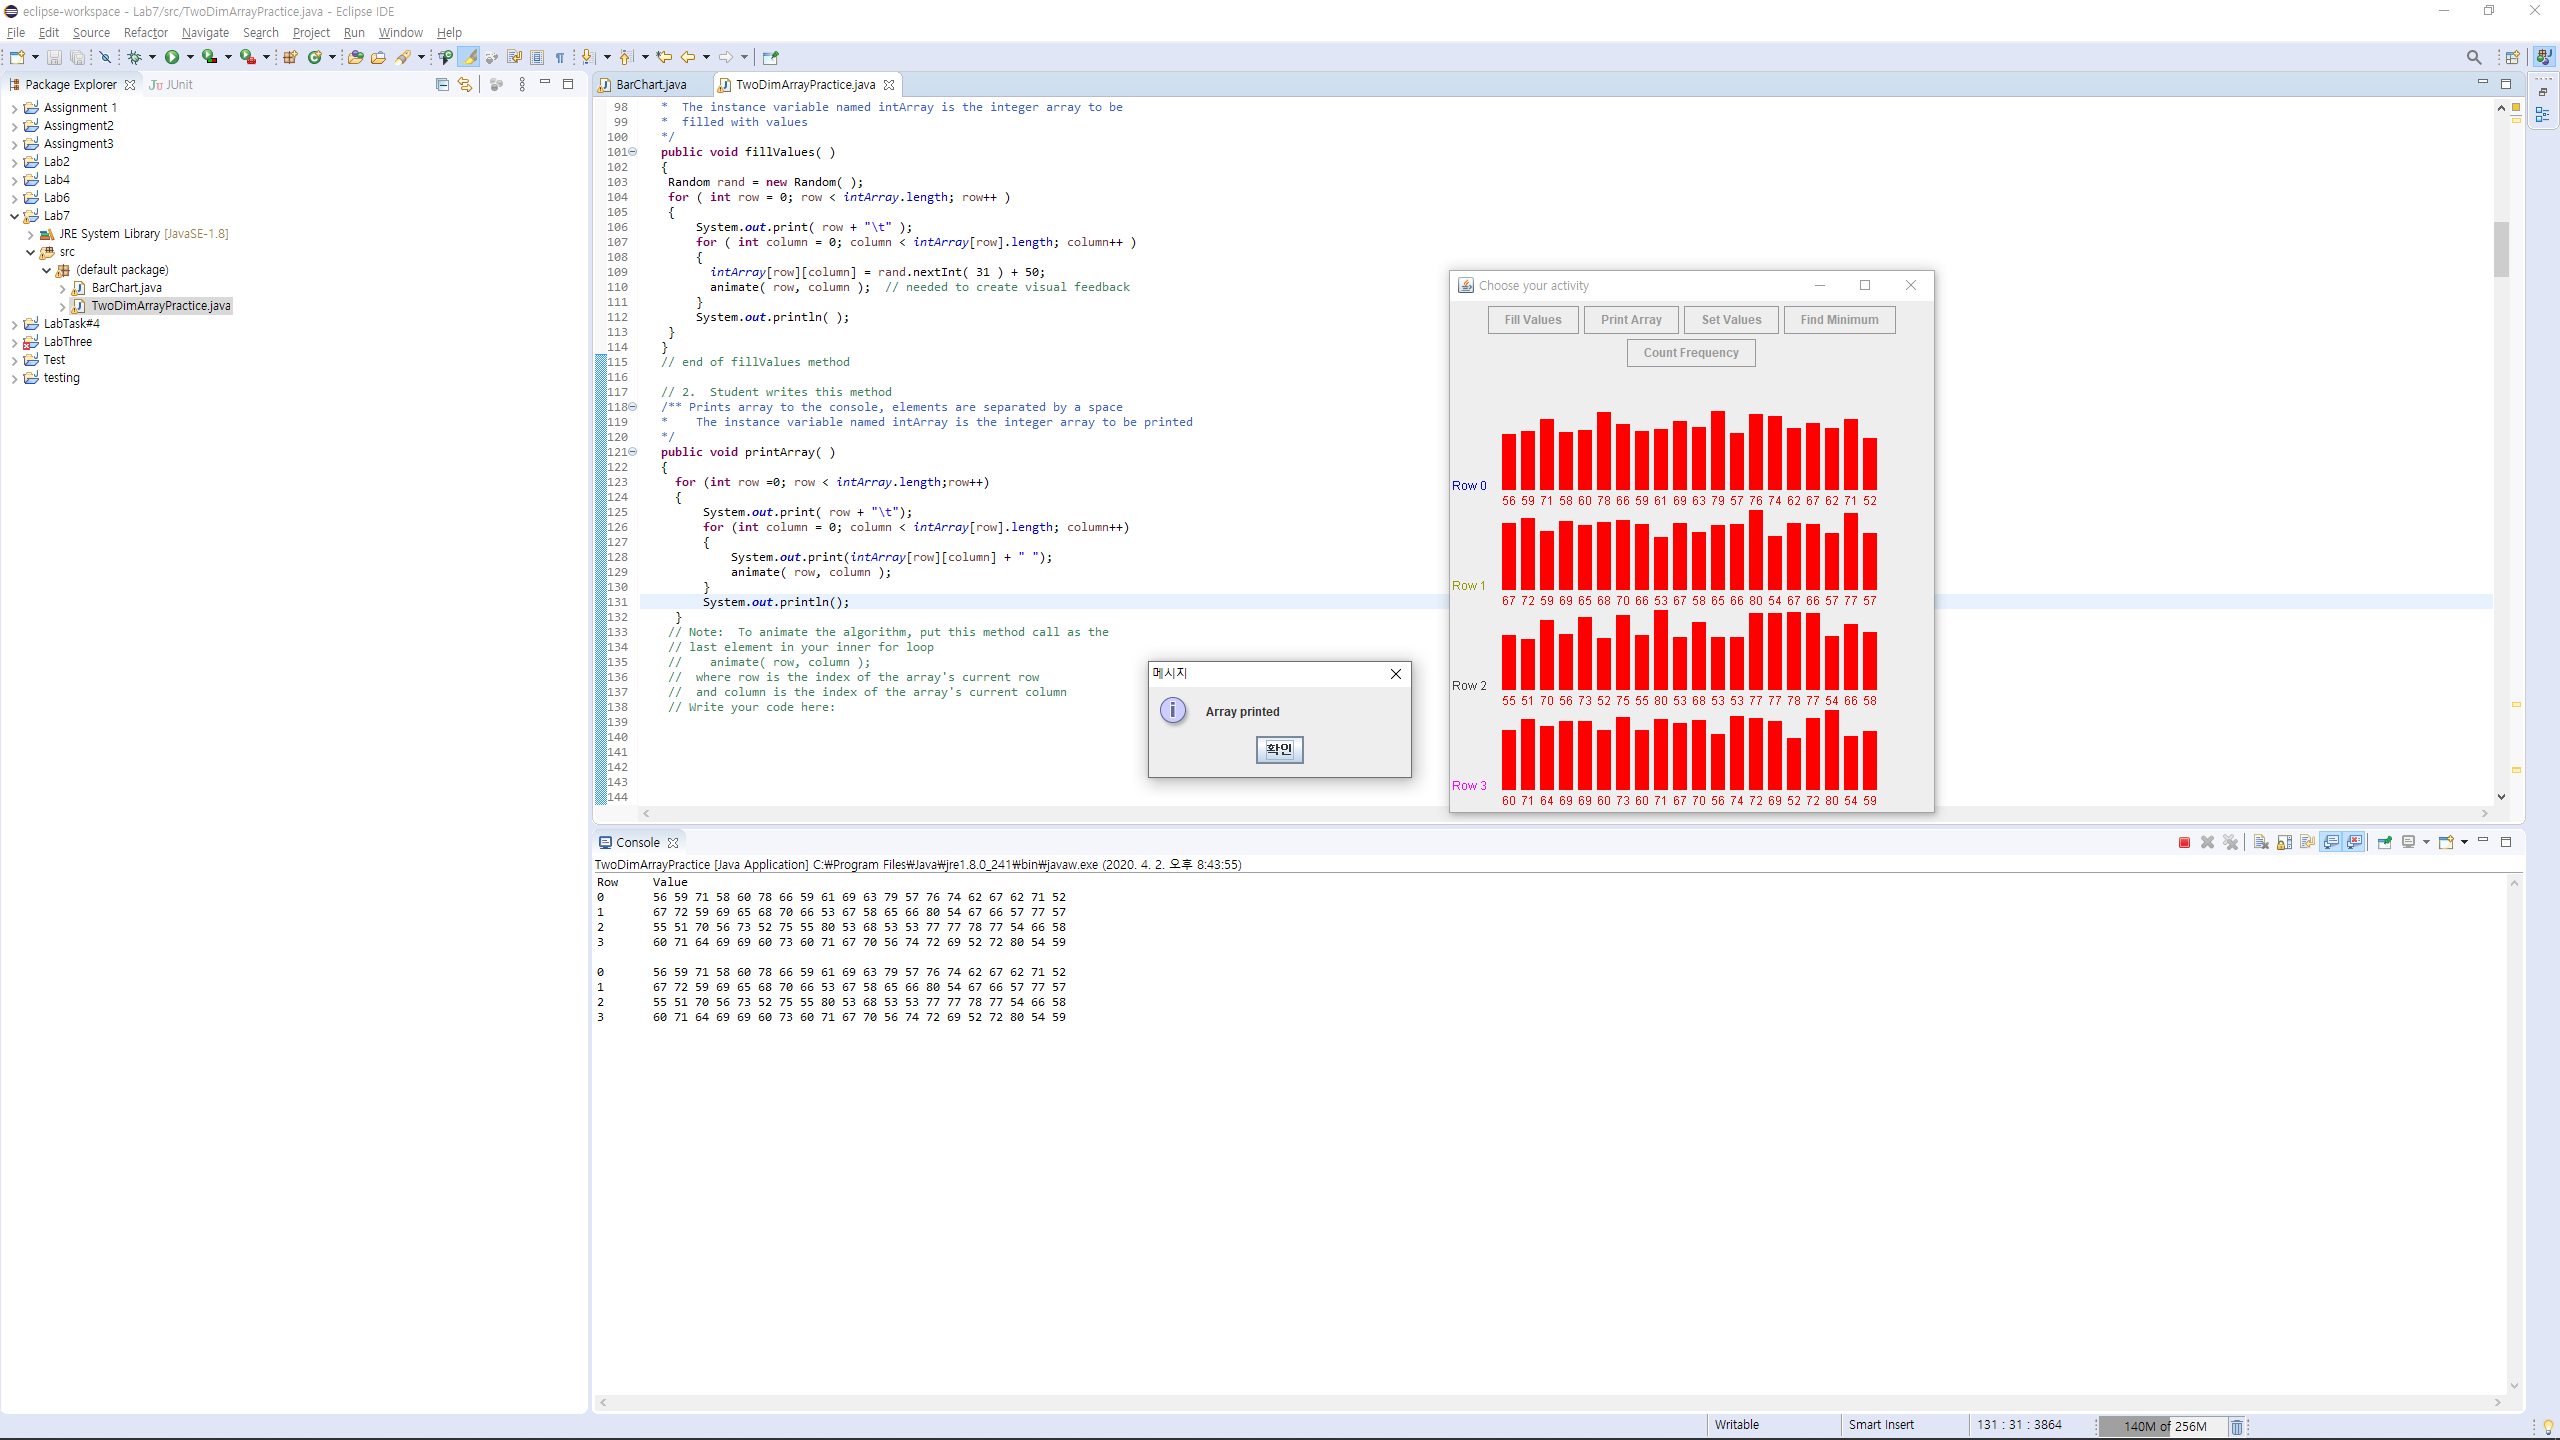 eclipse-workspace - Lab7/src/TwoDimArrayPractice.java - Eclipse IDE
File Edit Source Refactor Navigate Search Project Run Window Help
Package Explorer JUnit
Assignment 1
Assingment2
Assingment3
Lab2
Lab4
Lab6
Lab7
JRE System Library [JavaSE-1.8]
src
(default package)
BarChart.java
TwoDimArrayPractice.java
LabTask#4
LabThree
Test
testing
BarChart.java TwoDimArrayPractice.java
98 * The instance variable named intArray is the integer array to be
99 * filled with values
100 */
101 public void fillValues( )
102 {
103 Random rand = new Random( );
104 for ( int row = 0; row < intArray.length; row++ )
105 {
106 System.out.print( row + "\t" );
107 for ( int column = 0; column < intArray[row].length; column++ )
108 {
109 intArray[row][column] = rand.nextInt( 31 ) + 50;
110 animate( row, column ); // needed to create visual feedback
111 }
112 System.out.println( );
113 }
114 }
115 // end of fillValues method
116
117 // 2. Student writes this method
118 /** Prints array to the console, elements are separated by a space
119 * The instance variable named intArray is the integer array to be printed
120 */
121 public void printArray( )
122 {
123 for (int row =0; row < intArray.length;row++)
124 {
125 System.out.print( row + "\t");
126 for (int column = 0; column < intArray[row].length; column++)
127 {
128 System.out.print(intArray[row][column] + " ");
129 animate( row, column );
130 }
131 System.out.println();
132 }
133 // Note: To animate the algorithm, put this method call as the
134 // last element in your inner for loop
135 // animate( row, column );
136 // where row is the index of the array's current row
137 // and column is the index of the array's current column
138 // Write your code here:
139
140
141
142
143
144
메시지
Array printed
확인
Choose your activity
Fill Values Print Array Set Values Find Minimum
Count Frequency
Row 0
56 59 71 58 60 78 66 59 61 69 63 79 57 76 74 62 67 62 71 52
Row 1
67 72 59 69 65 68 70 66 53 67 58 65 66 80 54 67 66 57 77 57
Row 2
55 51 70 56 73 52 75 55 80 53 68 53 53 77 77 78 77 54 66 58
Row 3
60 71 64 69 69 60 73 60 71 67 70 56 74 72 69 52 72 80 54 59
Console
TwoDimArrayPractice [Java Application] C:₩Program Files₩Java₩jre1.8.0_241₩bin₩javaw.exe (2020. 4. 2. 오후 8:43:55)
Row Value
0 56 59 71 58 60 78 66 59 61 69 63 79 57 76 74 62 67 62 71 52
1 67 72 59 69 65 68 70 66 53 67 58 65 66 80 54 67 66 57 77 57
2 55 51 70 56 73 52 75 55 80 53 68 53 53 77 77 78 77 54 66 58
3 60 71 64 69 69 60 73 60 71 67 70 56 74 72 69 52 72 80 54 59
0 56 59 71 58 60 78 66 59 61 69 63 79 57 76 74 62 67 62 71 52
1 67 72 59 69 65 68 70 66 53 67 58 65 66 80 54 67 66 57 77 57
2 55 51 70 56 73 52 75 55 80 53 68 53 53 77 77 78 77 54 66 58
3 60 71 64 69 69 60 73 60 71 67 70 56 74 72 69 52 72 80 54 59
Writable Smart Insert 131 : 31 : 3864 140M of 256M